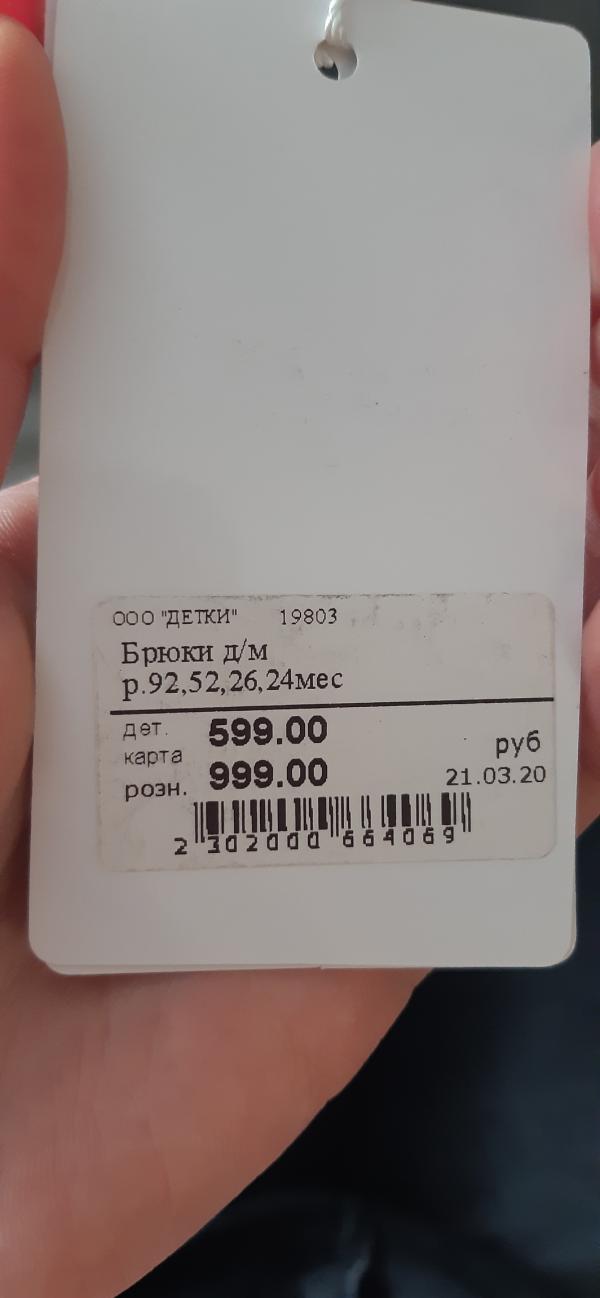 ООО "ДЕТКИ" 19803
Брюки д/м
р.92,52,26,24мес
дет. 599.00
карта руб
розн. 999.00 21.03.20
2 302000 664069